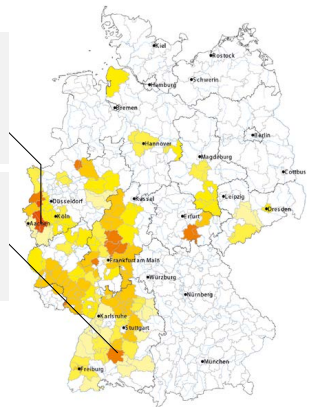 Kiel
Rostock
Schwerin
Hamburg
Bremen
Berlin
Hannover
Magdeburg
Cottbus
Düsseldorf
Kassel
Leipzig
Dresden
Köln
Erfurt
Aachen
Frankfurt am Main
Würzburg
Nürnberg
Karlsruhe
Stuttgart
München
Freiburg